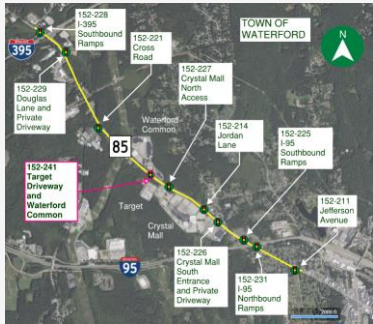 152-228
I-395
Southbound
Ramps
TOWN OF
WATERFORD
N
395
152-221
Cross
Road
152-229
Douglas
Lane and
Private
Driveway
152-227
Crystal Mall
North
Access
85
Waterford
Common
152-214
Jordan
Lane
152-225
I-95
Southbound
Ramps
152-241
Target
Driveway
and
Waterford
Common
Target
Crystal
Mall
152-211
Jefferson
Avenue
95
152-226
Crystal Mall
South
Entrance
and Private
Driveway
152-231
I-95
Northbound
Ramps